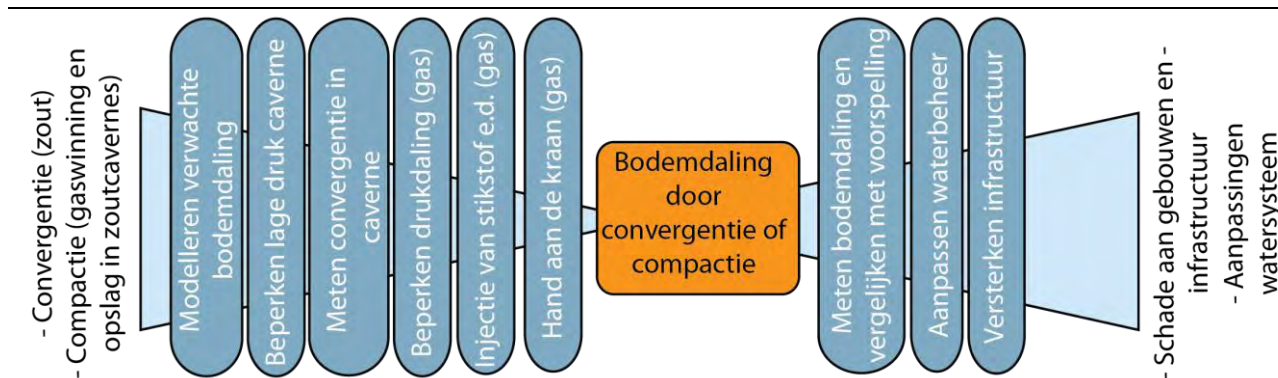 - Convergentie (zout)
- Compactie (gaswinning en
opslag in zoutcavernes)
Modelleren verwachte
bodemdaling
Beperken lage druk caverne
Meten convergentie in
caverne
Beperken drukdaling (gas)
Injectie van stikstof e.d. (gas)
Hand aan de kraan (gas)
Bodemdaling
door
convergentie of
compactie
Meten bodemdaling en
vergelijken met voorspelling
Aanpassen waterbeheer
Versterken infrastructuur
- Schade aan gebouwen en -
infrastructuur
- Aanpassingen
watersysteem